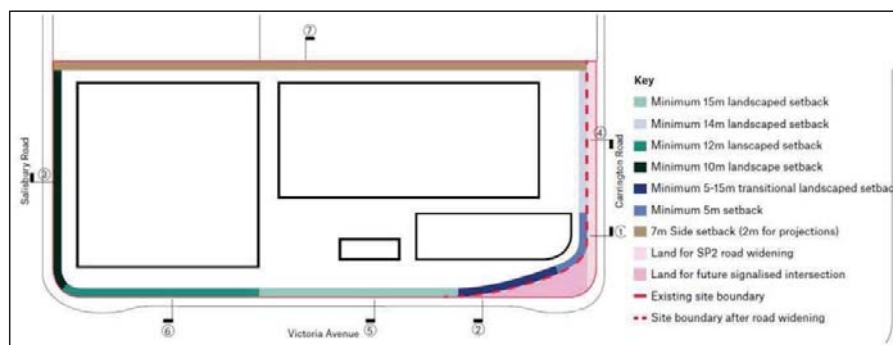 ⑦
Key
Minimum 15m landscaped setback
Minimum 14m landscaped setback
Minimum 12m lanscaped setback
Minimum 10m landscape setback
Minimum 5-15m transitional landscaped setbac
Minimum 5m setback
7m Side setback (2m for projections)
Land for SP2 road widening
Land for future signalised intersection
Existing site boundary
Site boundary after road widening
Salisbury Road
③
④
Carrington Road
①
⑥
Victoria Avenue
⑤
②